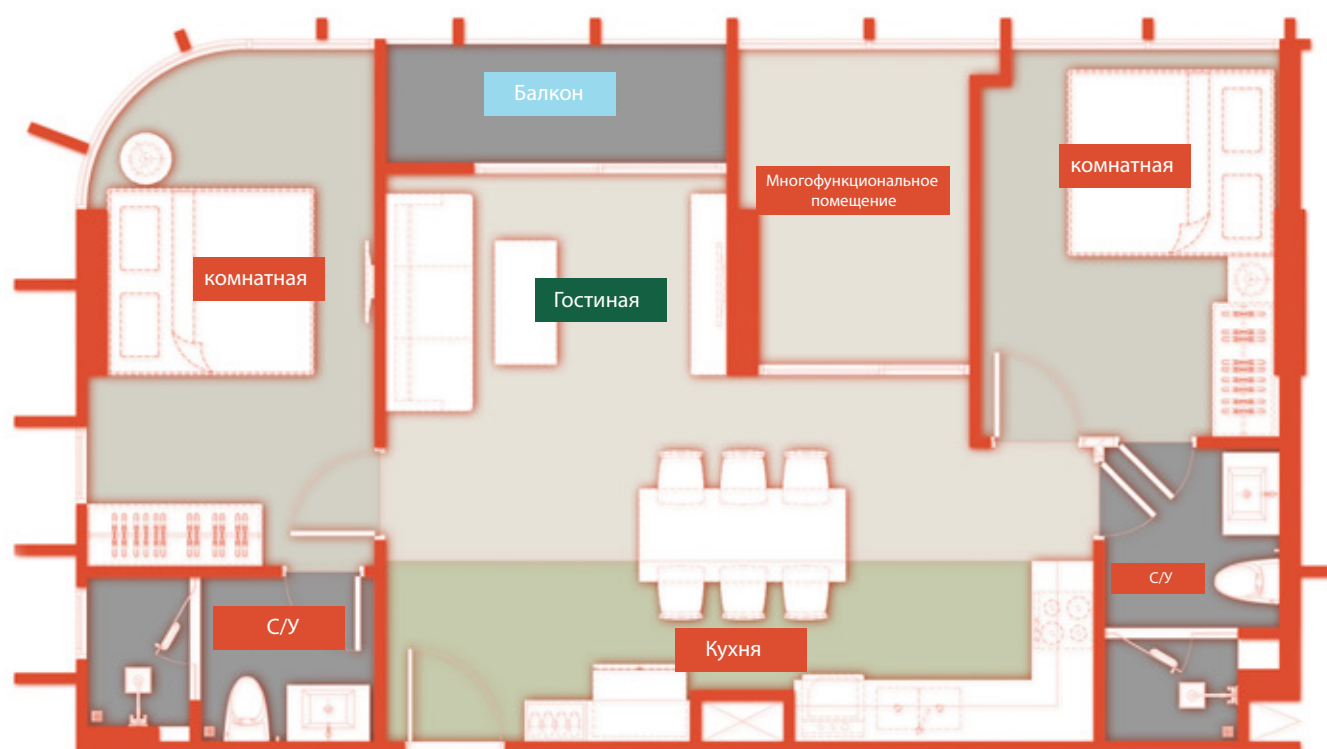 Балкон
Многофункциональное
помещение
комнатная
комнатная
Гостиная
С/У
С/У
Кухня